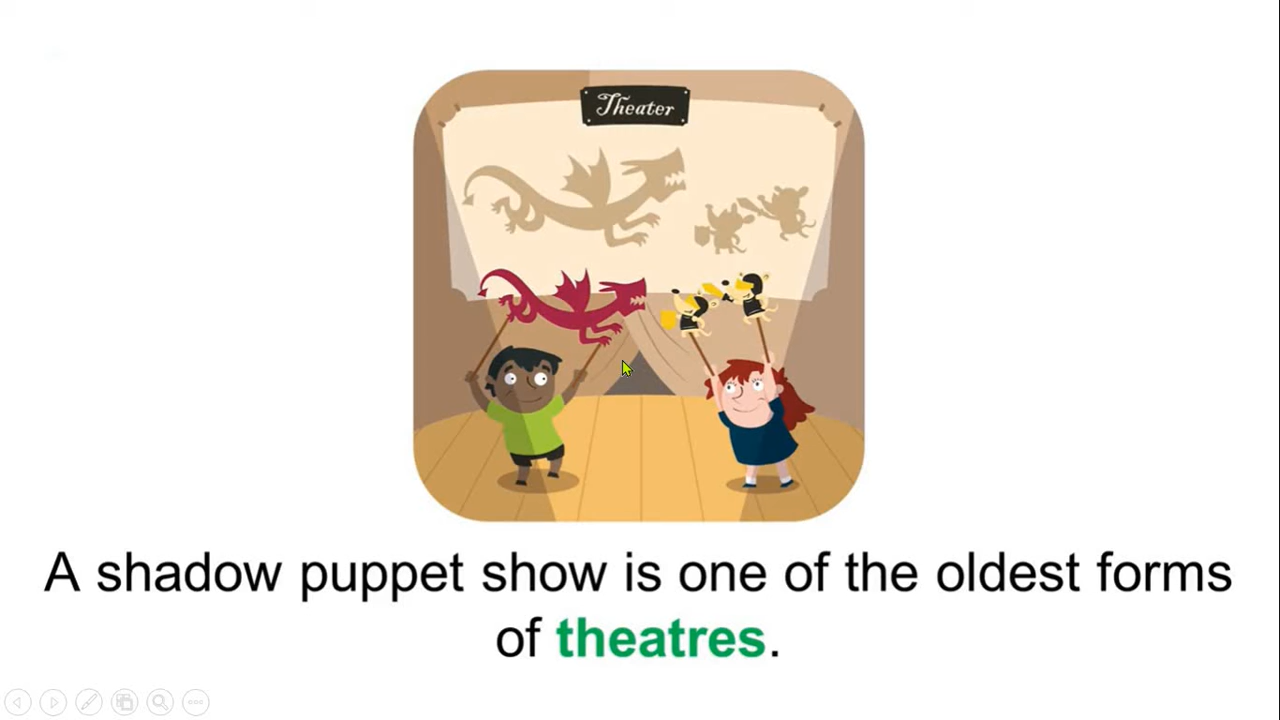 Theater
A shadow puppet show is one of the oldest forms
of theatres.